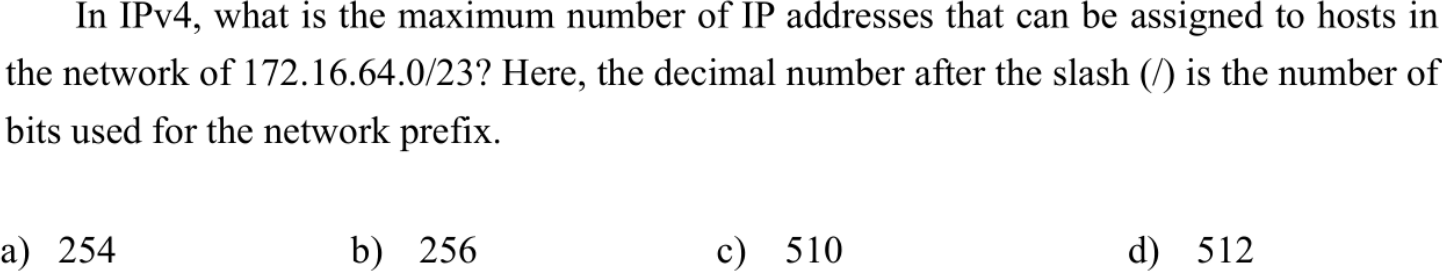 In IPv4, what is the maximum number of IP addresses that can be assigned to hosts in
the network of 172.16.64.0/23? Here, the decimal number after the slash (/) is the number of
bits used for the network prefix.
a) 254 b) 256 c) 510 d) 512